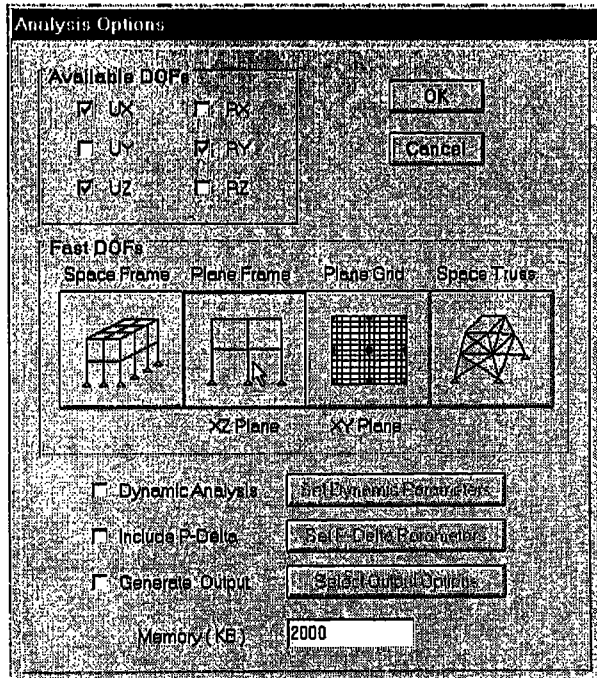 Analysis Options
Available DOFs
UX RX
UY RY
UZ RZ
OK
Cancel
Fast DOFs
Space Frame Plane Frame Plane Grid Space Truss
XZ Plane XY Plane
Dynamic Analysis Set Dynamic Parameters
Include P-Delta Set P-Delta Parameters
Generate Output Select Output Options
Memory (KB) 2000